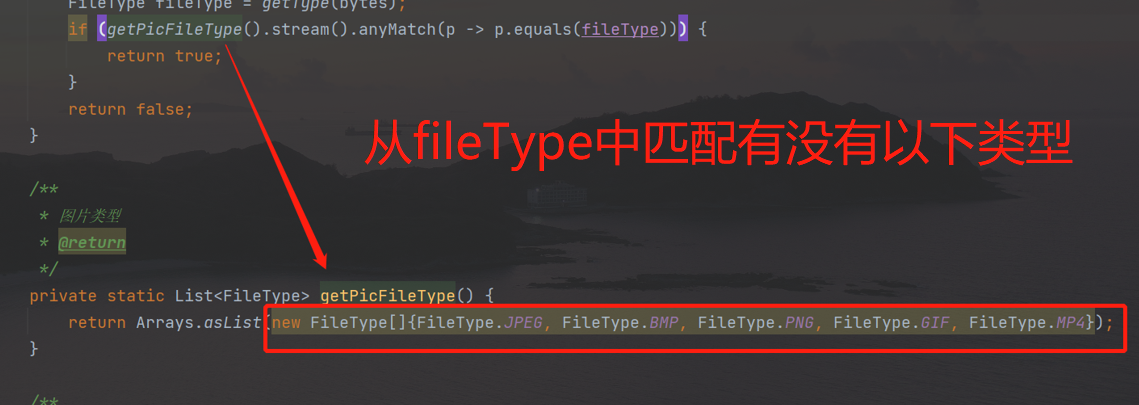 FileType fileType = getType(bytes);
if (getPicFileType().stream().anyMatch(p -> p.equals(fileType))) {
return true;
}
return false;
}
从fileType中匹配有没有以下类型
/**
* 图片类型
* @return
*/
private static List<FileType> getPicFileType() {
return Arrays.asList(new FileType[]{FileType.JPEG, FileType.BMP, FileType.PNG, FileType.GIF, FileType.MP4});
}
/**